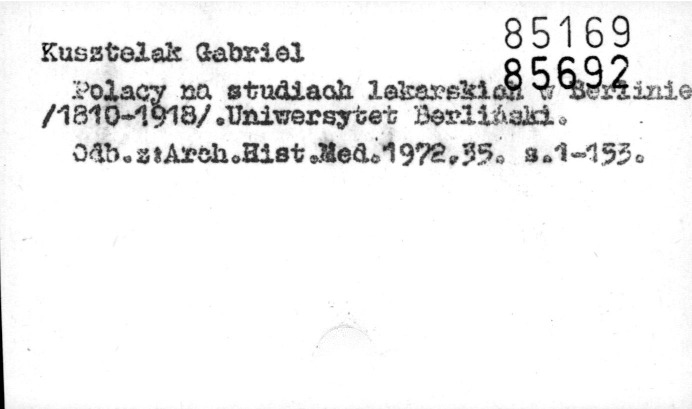 85169
Kusztelak Gabriel
85692
Polacy na studiach lekarskich w Berlinie
/1810-1918/.Uniwersytet Berliński.
Odb.z:Arch.Hist.Med.1972.35. s.1-153.